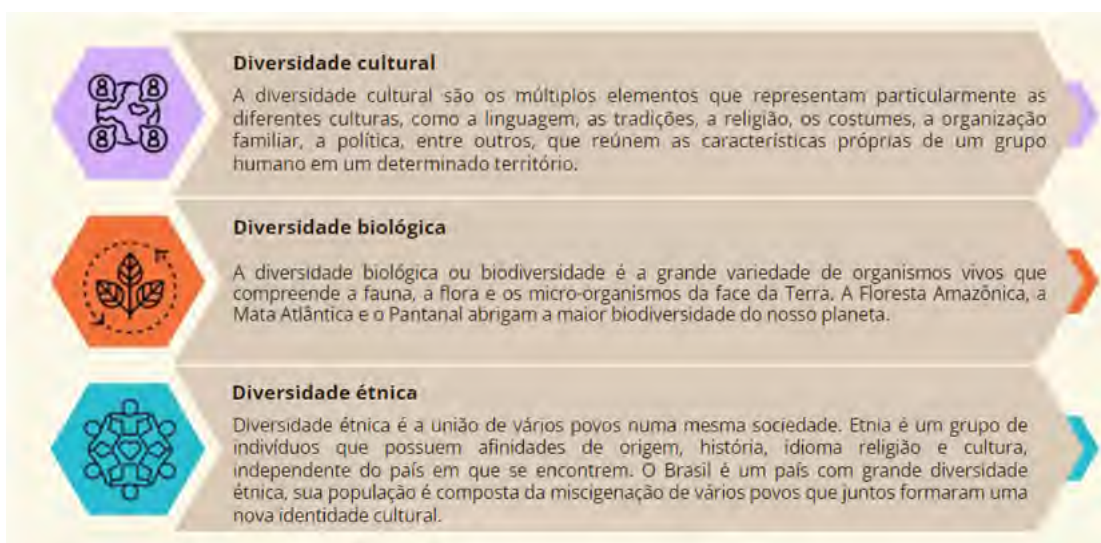 Diversidade cultural
A diversidade cultural são os múltiplos elementos que representam particularmente as
diferentes culturas, como a linguagem, as tradições, a religião, os costumes, a organização
familiar, a política, entre outros, que reúnem as características próprias de um grupo
humano em um determinado território.
Diversidade biológica
A diversidade biológica ou biodiversidade é a grande variedade de organismos vivos que
compreende a fauna, a flora e os micro-organismos da face da Terra. A Floresta Amazônica, a
Mata Atlântica e o Pantanal abrigam a maior biodiversidade do nosso planeta.
Diversidade étnica
Diversidade étnica é a união de vários povos numa mesma sociedade. Etnia é um grupo de
indivíduos que possuem afinidades de origem, história, idioma religião e cultura,
independente do país em que se encontrem. O Brasil é um país com grande diversidade
étnica, sua população é composta da miscigenação de vários povos que juntos formaram uma
nova identidade cultural.